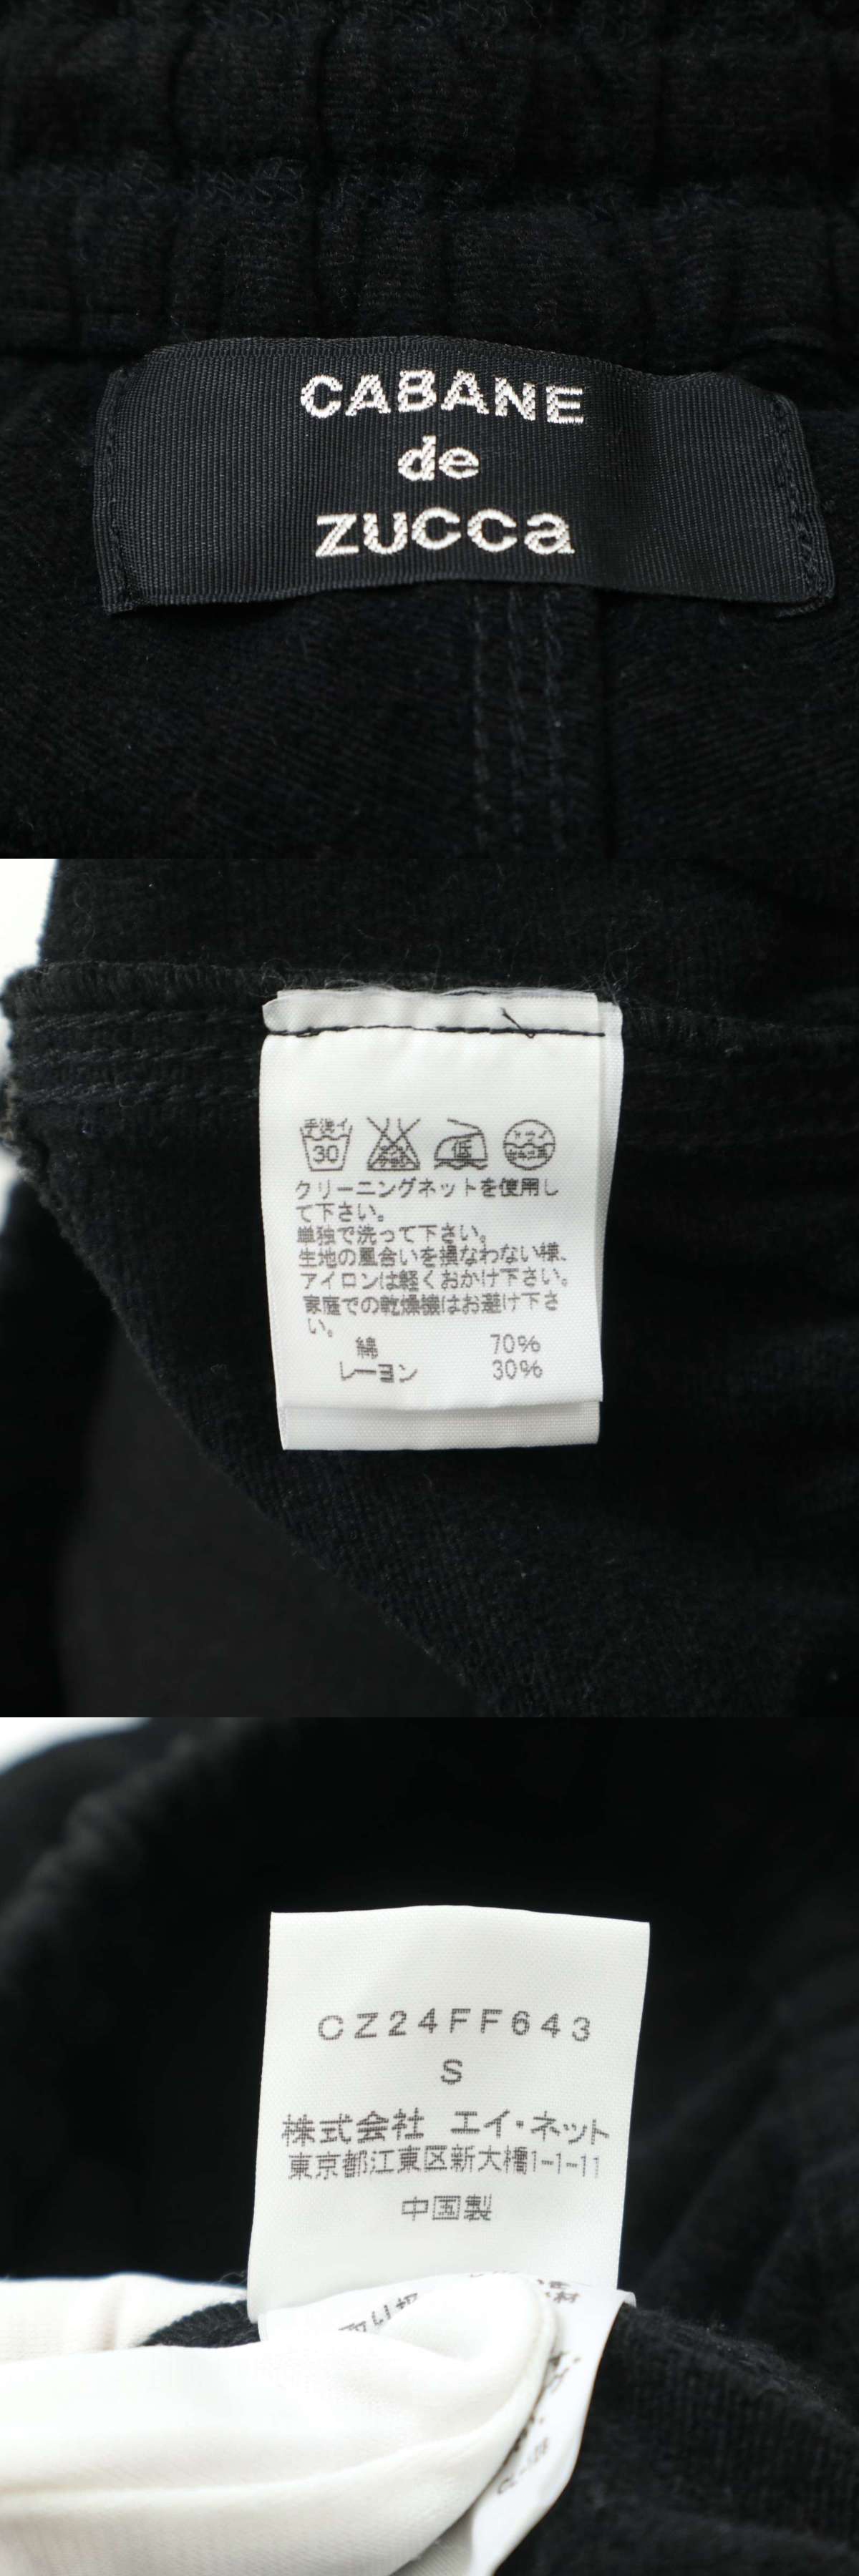 CABANE
de
ZUCCa
手洗イ
30
低
クリーニングネットを使用し
て下さい。
単独で洗って下さい。
生地の風合いを損なわない様、
アイロンは軽くおかけ下さい。
家庭での乾燥機はお避け下さ
い。
綿 70%
レーヨン 30%
CZ24FF643
S
株式会社 エイ・ネット
東京都江東区新大橋1-1-11
中国製
取り扱